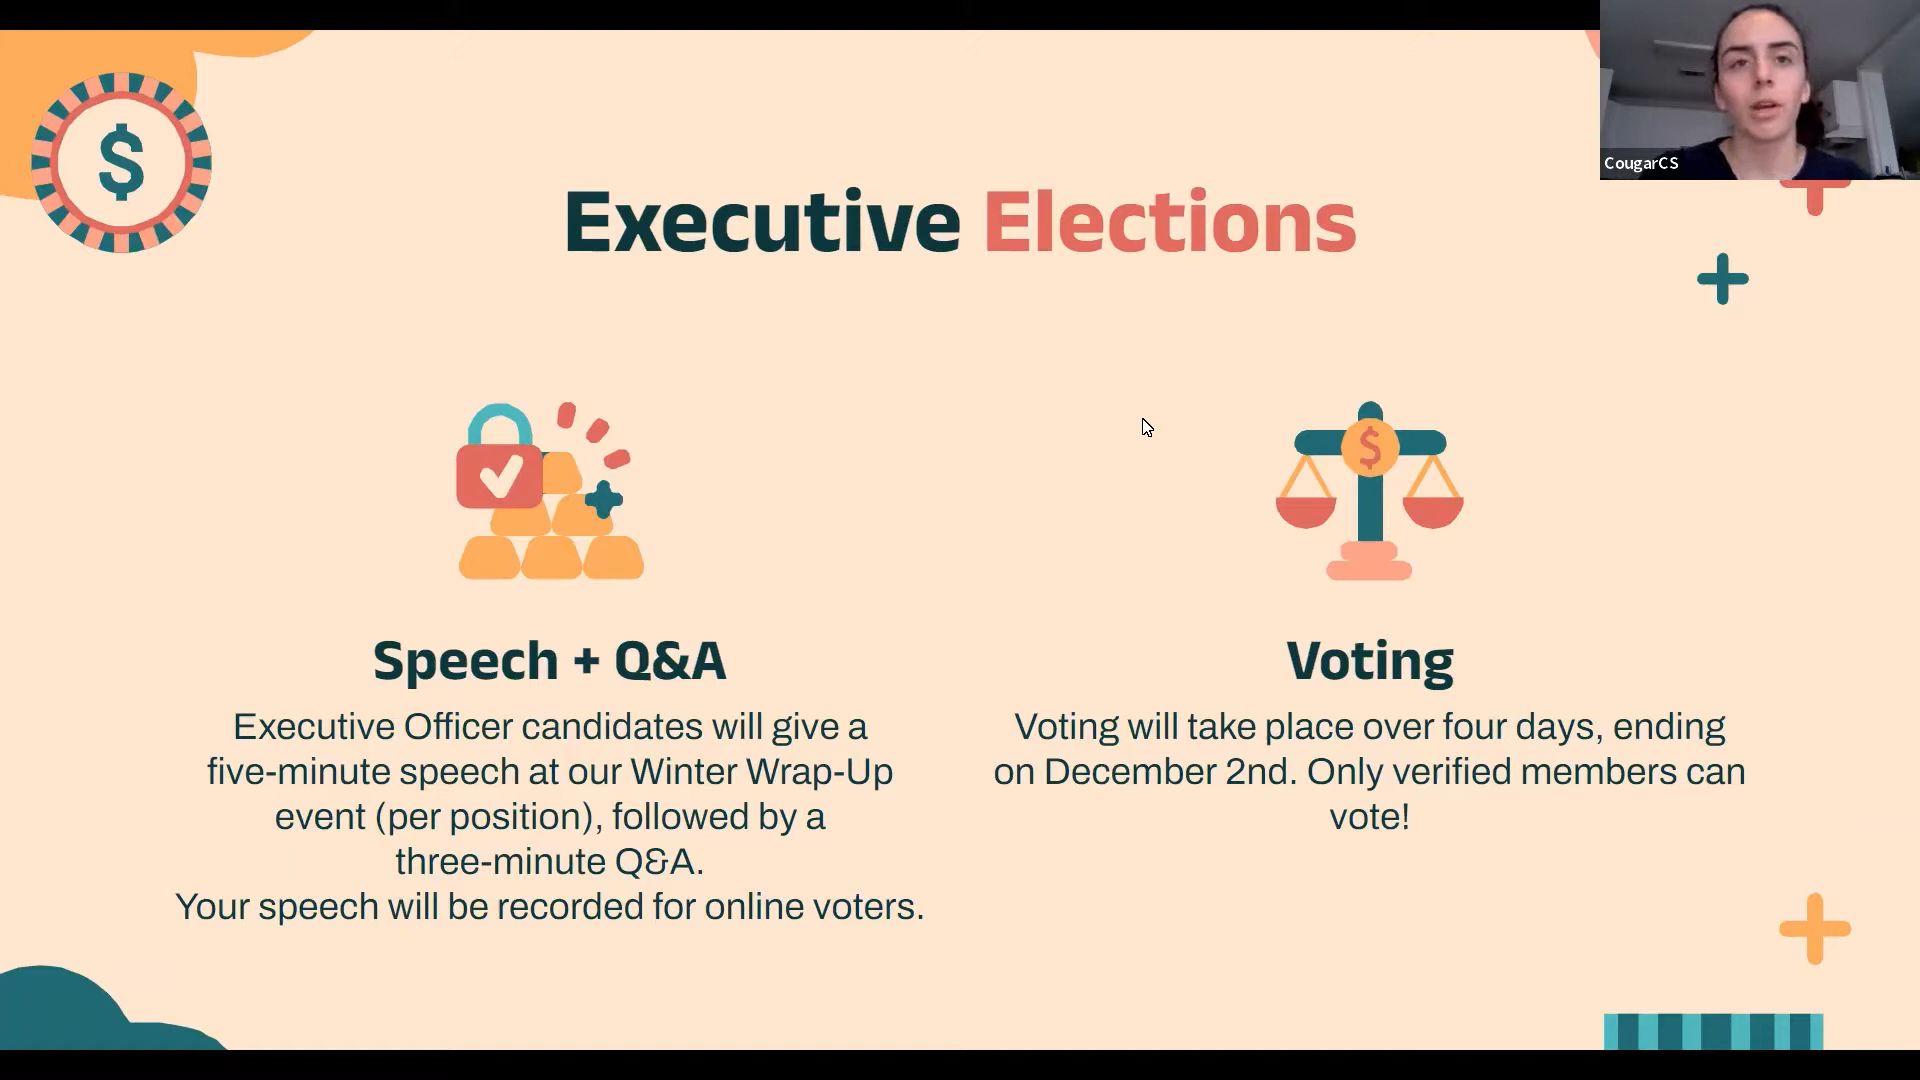 $
CougarCS
Executive Elections
$
Speech + Q&A
Executive Officer candidates will give a
five-minute speech at our Winter Wrap-Up
event (per position), followed by a
three-minute Q&A.
Your speech will be recorded for online voters.
Voting
Voting will take place over four days, ending
on December 2nd. Only verified members can
vote!